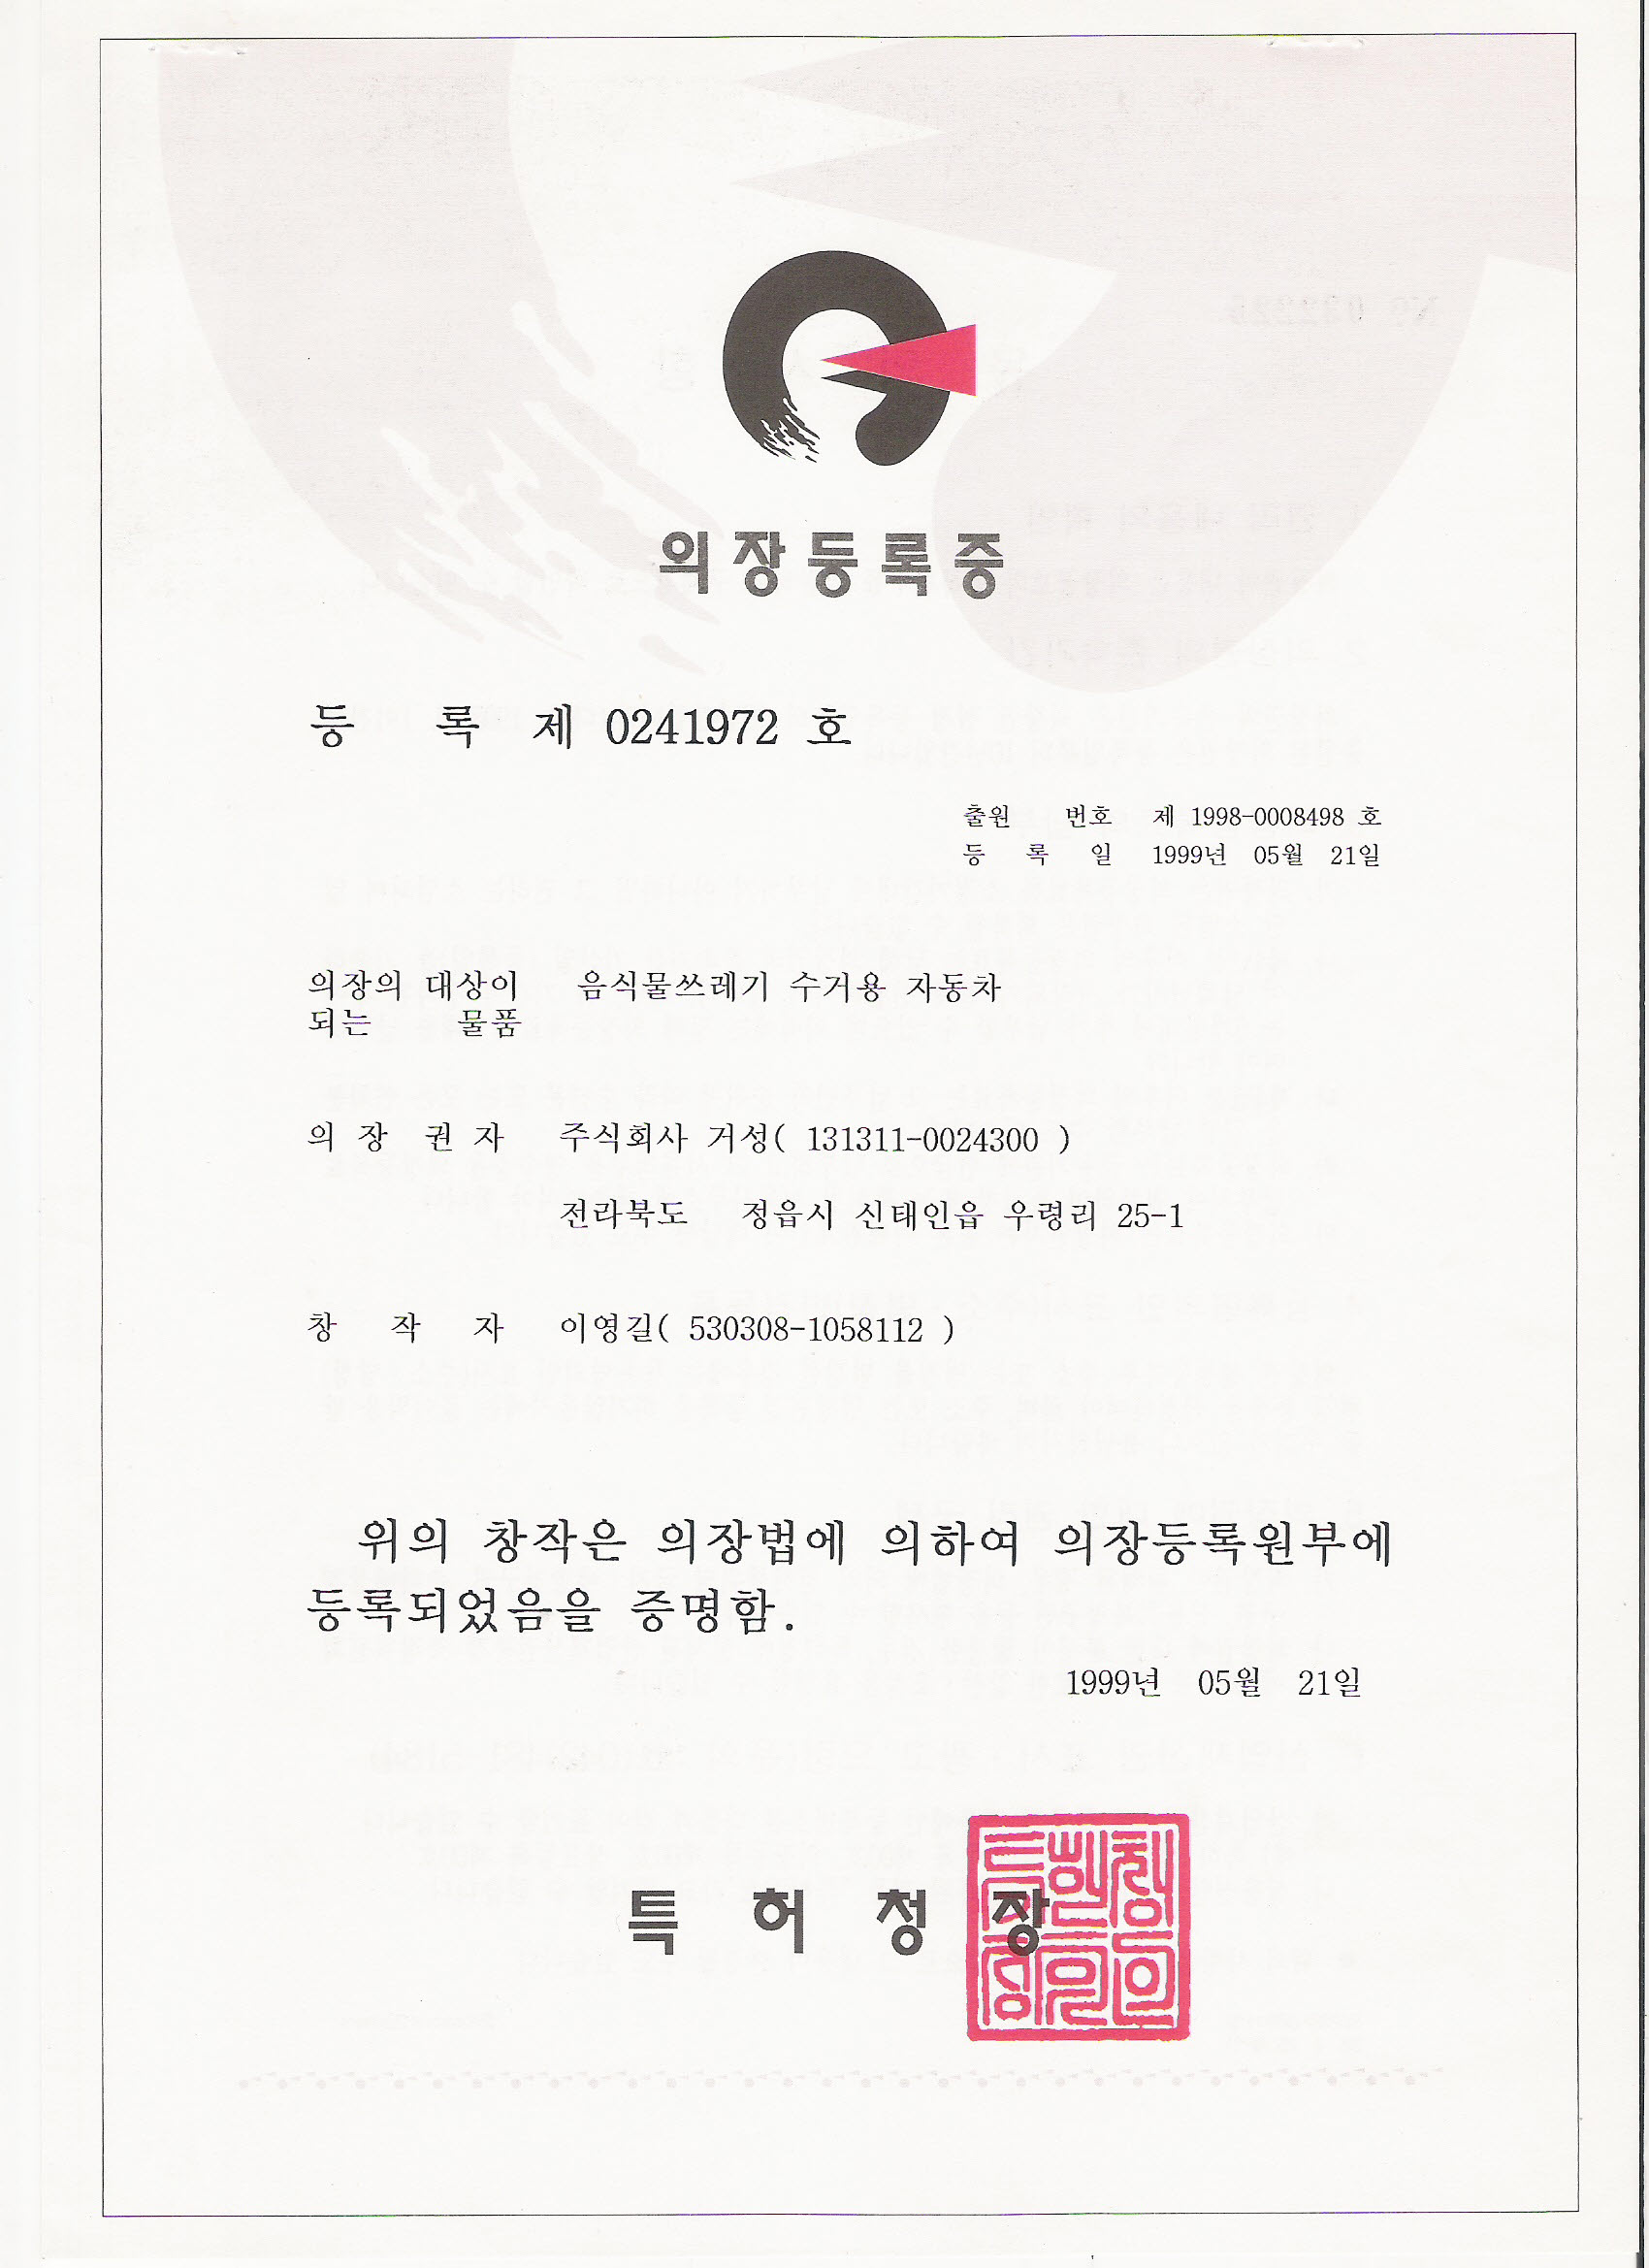 의장등록증
등 록 제 0241972 호
출원 번호 제 1998-0008498 호
등 록 일 1999년 05월 21일
의장의 대상이 음식물쓰레기 수거용 자동차
되는 물품
의 장 권 자 주식회사 거성( 131311-0024300 )
전라북도 정읍시 신태인읍 우령리 25-1
창 작 자 이영길( 530308-1058112 )
위의 창작은 의장법에 의하여 의장등록원부에
등록되었음을 증명함.
1999년 05월 21일
특 허 청 장